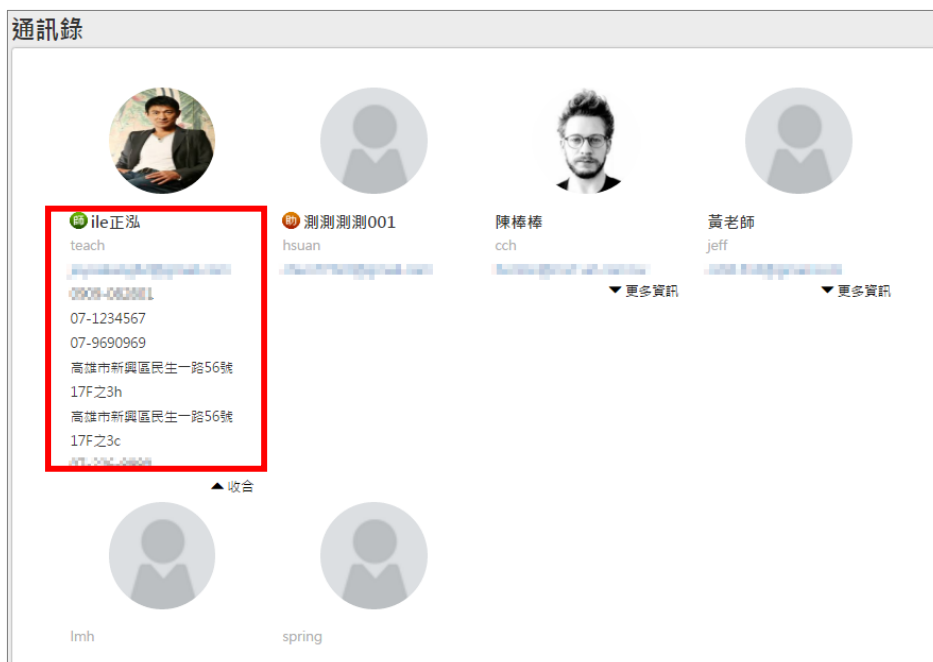 通訊錄
師 ile正泓
teach
07-1234567
07-9690969
高雄市新興區民生一路56號
17F之3h
高雄市新興區民生一路56號
17F之3c
▲ 收合
助 測測測測001
hsuan
陳棒棒
cch
▼ 更多資訊
黃老師
jeff
▼ 更多資訊
lmh
spring